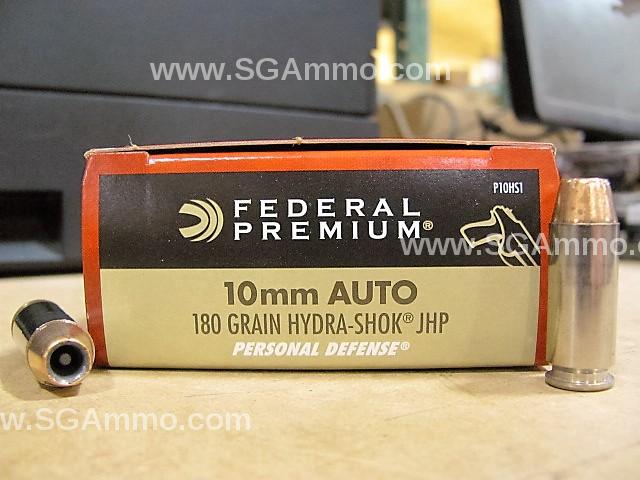 www.SGAmmo.com
P10HS1
FEDERAL
PREMIUM®
www.SGAmmo.com
10mm AUTO
180 GRAIN HYDRA-SHOK® JHP
PERSONAL DEFENSE®
www.SGAmmo.com